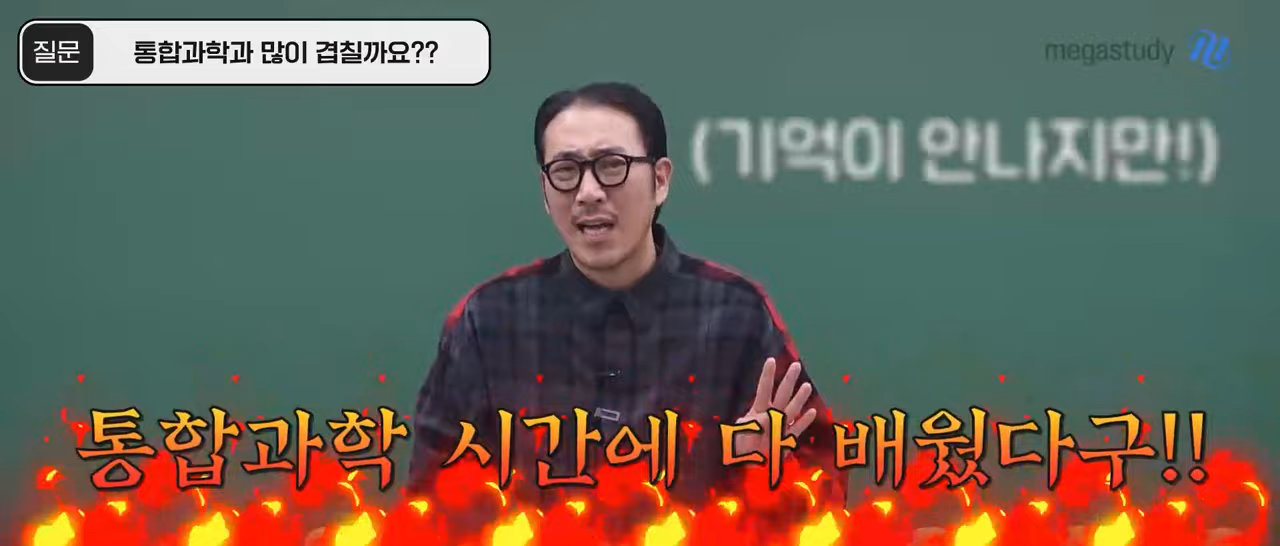 질문 통합과학과 많이 겹칠까요??
megastudy
(기억이 안나지만!)
통합과학 시간에 다 배웠다구!!